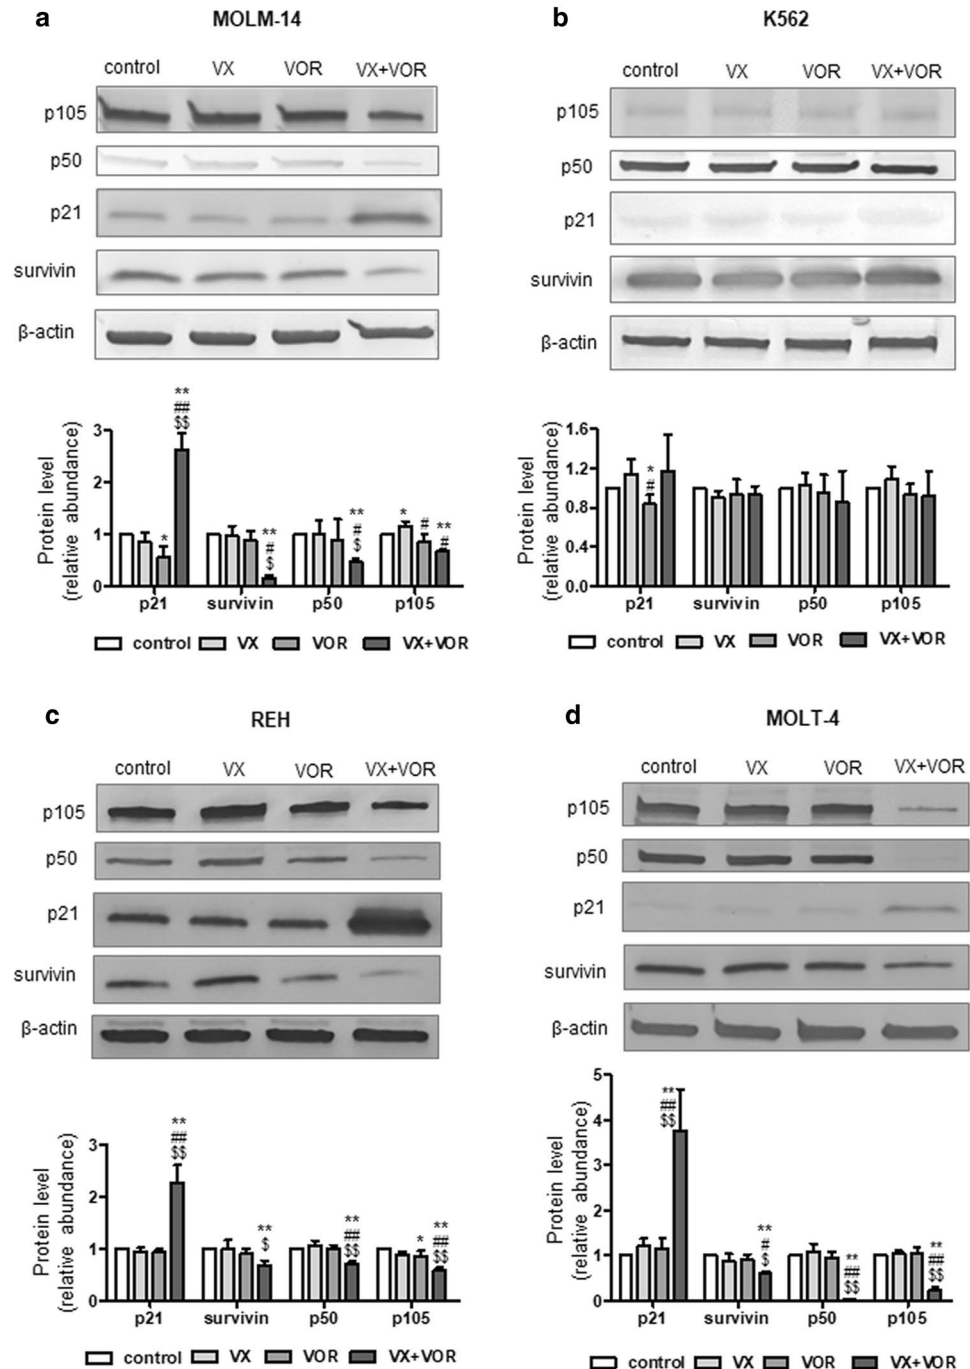 a
MOLM-14
control VX VOR VX+VOR
p105
p50
p21
survivin
β-actin
Protein level
(relative abundance)
3
2
1
0
**
##
$$
*
**
#
$
**
#
$
*
#
**
#
p21 survivin p50 p105
control VX VOR VX+VOR
b
K562
control VX VOR VX+VOR
p105
p50
p21
survivin
β-actin
Protein level
(relative abundance)
1.6
1.2
0.8
0.4
0.0
*
#
p21 survivin p50 p105
control VX VOR VX+VOR
c
REH
control VX VOR VX+VOR
p105
p50
p21
survivin
β-actin
Protein level
(relative abundance)
3
2
1
0
**
##
$$
**
$
**
##
$$
*
**
##
$$
p21 survivin p50 p105
control VX VOR VX+VOR
d
MOLT-4
control VX VOR VX+VOR
p105
p50
p21
survivin
β-actin
Protein level
(relative abundance)
5
4
3
2
1
0
**
##
$$
**
#
$
**
##
$$
**
##
$$
p21 survivin p50 p105
control VX VOR VX+VOR